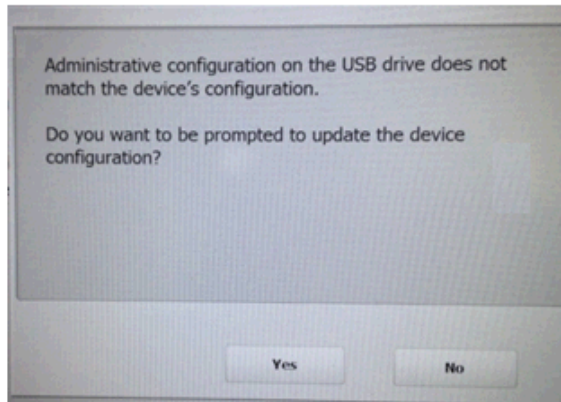 Administrative configuration on the USB drive does not
match the device's configuration.
Do you want to be prompted to update the device
configuration?
Yes
No